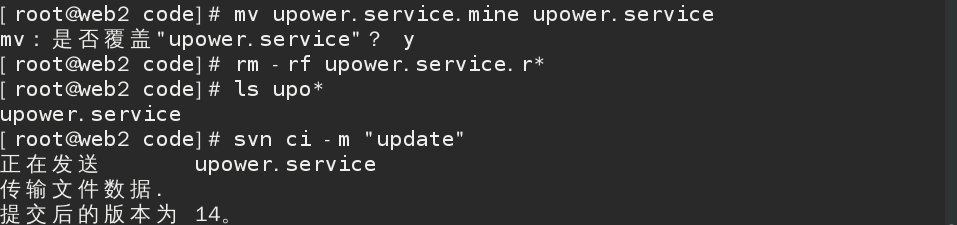 [root@web2 code]# mv upower.service.mine upower.service
mv：是否覆盖"upower.service"？ y
[root@web2 code]# rm -rf upower.service.r*
[root@web2 code]# ls upo*
upower.service
[root@web2 code]# svn ci -m "update"
正在发送       upower.service
传输文件数据.
提交后的版本为 14。